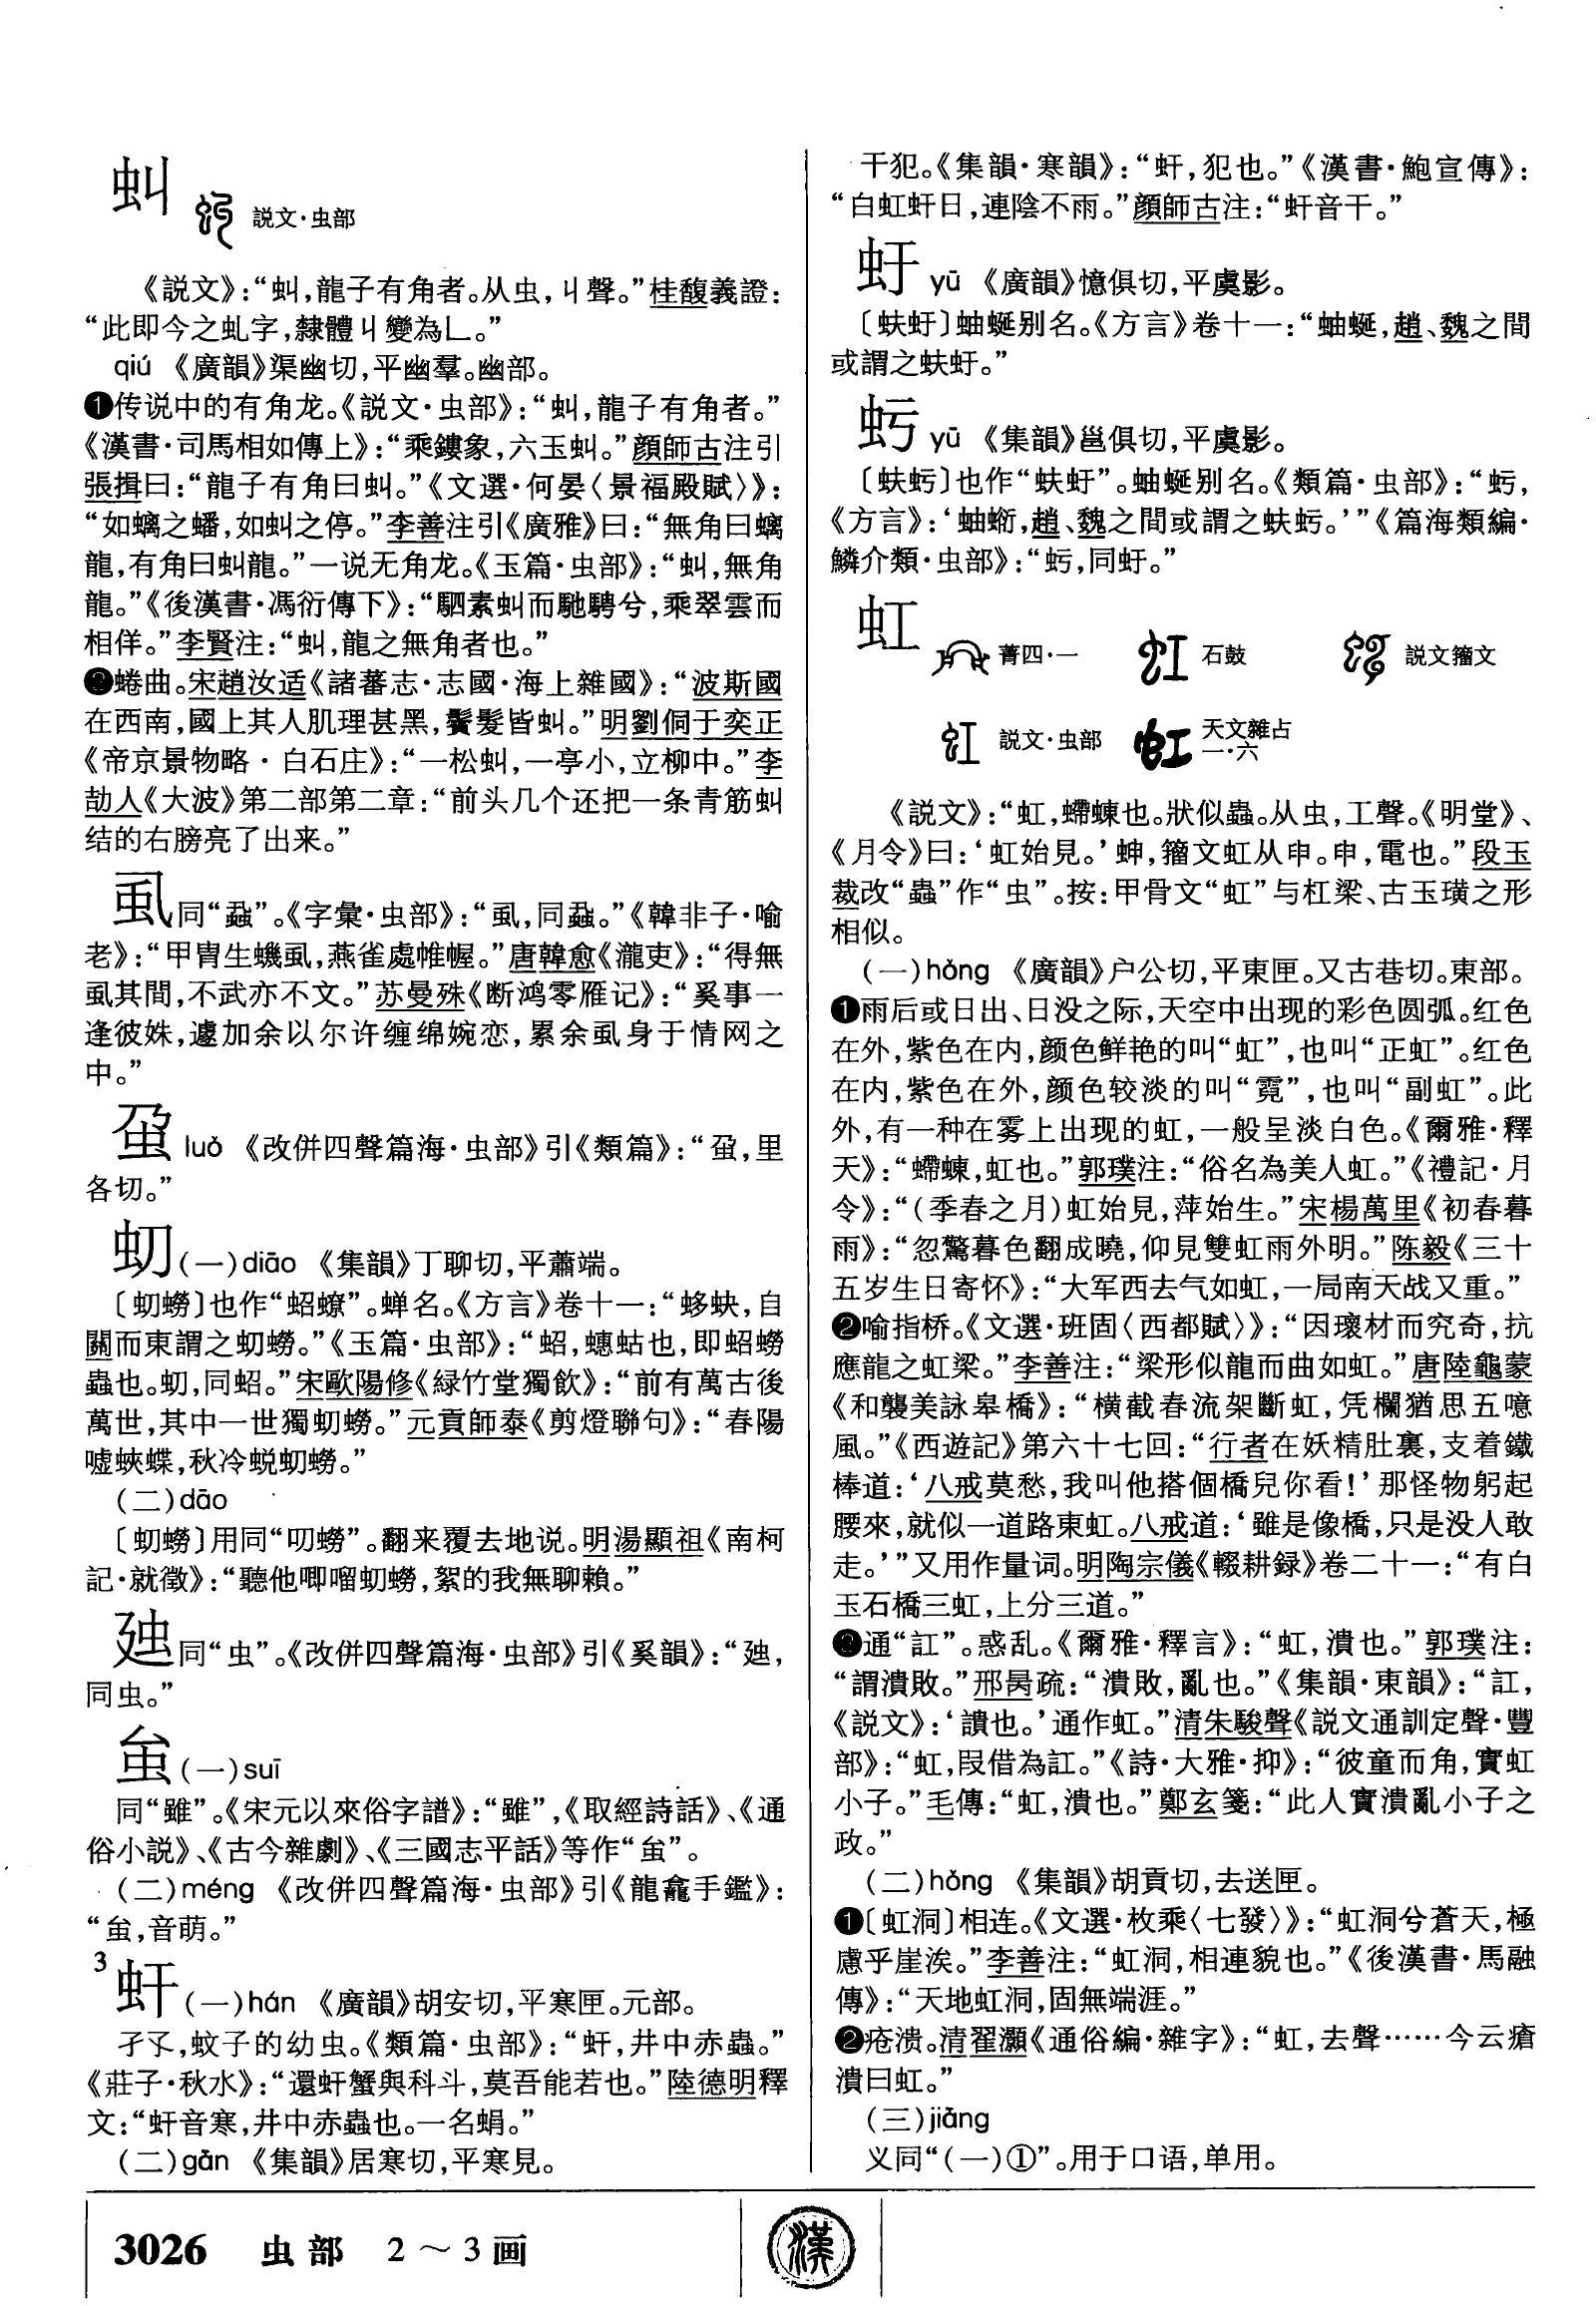 虯 説文·虫部
《説文》：“虯，龍子有角者。从虫，丩聲。”桂馥義證：
“此即今之虬字，隸體丩變為乚。”
qiú 《廣韻》渠幽切，平幽羣。幽部。
❶传说中的有角龙。《説文·虫部》：“虯，龍子有角者。”
《漢書·司馬相如傳上》：“乘鏤象，六玉虯。”顔師古注引
張揖曰：“龍子有角曰虯。”《文選·何晏〈景福殿賦〉》：
“如螭之蟠，如虯之停。”李善注引《廣雅》曰：“無角曰螭
龍，有角曰虯龍。”一说无角龙。《玉篇·虫部》：“虯，無角
龍。”《後漢書·馮衍傳下》：“駟素虯而馳騁兮，乘翠雲而
相佯。”李賢注：“虯，龍之無角者也。”
❷蜷曲。宋趙汝适《諸蕃志·志國·海上雜國》：“波斯國
在西南，國上其人肌理甚黑，鬢髮皆虯。”明劉侗于奕正
《帝京景物略·白石庄》：“一松虯，一亭小，立柳中。”李
劼人《大波》第二部第二章：“前头几个还把一条青筋虯
结的右膀亮了出来。”
虱 同“蝨”。《字彙·虫部》：“虱，同蝨。”《韓非子·喻
老》：“甲胄生蟣虱，燕雀處帷幄。”唐韓愈《瀧吏》：“得無
虱其間，不武亦不文。”苏曼殊《断鸿零雁记》：“奚事一
逢彼姝，遽加余以尔许缠绵婉恋，累余虱身于情网之
中。”
luǒ 《改併四聲篇海·虫部》引《類篇》：“，里
各切。”
虭 (一)diāo 《集韻》丁聊切，平蕭端。
〔虭蟧〕也作“蛁蟟”。蝉名。《方言》卷十一：“蛥蚗，自
關而東謂之虭蟧。”《玉篇·虫部》：“蛁，蟪蛄也，即蛁蟧
蟲也。虭，同蛁。”宋歐陽修《緑竹堂獨飲》：“前有萬古後
萬世，其中一世獨虭蟧。”元貢師泰《剪燈聯句》：“春陽
嘘蛺蝶，秋冷蜕虭蟧。”
(二)dāo
〔虭蟧〕用同“叨蟧”。翻来覆去地说。明湯顯祖《南柯
記·就徵》：“聽他唧嘈虭蟧，絮的我無聊賴。”
同“虫”。《改併四聲篇海·虫部》引《奚韻》：“，
同虫。”
(一)suī
同“雖”。《宋元以來俗字譜》：“雖”，《取經詩話》、《通
俗小説》、《古今雜劇》、《三國志平話》等作“”。
(二)méng 《改併四聲篇海·虫部》引《龍龕手鑑》：
“，音萌。”
3
虷 (一)hán 《廣韻》胡安切，平寒匣。元部。
孑孓，蚊子的幼虫。《類篇·虫部》：“虷，井中赤蟲。”
《莊子·秋水》：“還虷蟹與科斗，莫吾能若也。”陸德明釋
文：“虷音寒，井中赤蟲也。一名蜎。”
(二)gān 《集韻》居寒切，平寒見。
干犯。《集韻·寒韻》：“虷，犯也。”《漢書·鮑宣傳》：
“白虹虷日，連陰不雨。”顔師古注：“虷音干。”
虶 yū 《廣韻》憶俱切，平虞影。
〔蚨虶〕蚰蜒别名。《方言》卷十一：“蚰蜒，趙、魏之間
或謂之蚨虶。”
虧 yū 《集韻》邕俱切，平虞影。
〔蚨〕也作“蚨虶”。蚰蜒别名。《類篇·虫部》：“，
《方言》：‘蚰䖶，趙、魏之間或謂之蚨。’”《篇海類編·
鱗介類·虫部》：“，同虶。”
虹 菁四·一 石鼓 説文籀文
説文·虫部 天文雜占一·六
《説文》：“虹，螮蝀也。狀似蟲。从虫，工聲。《明堂》、
《月令》曰：‘虹始見。’蚺，籀文虹从申。申，電也。”段玉
裁改“蟲”作“虫”。按：甲骨文“虹”与杠梁、古玉璜之形
相似。
(一)hóng 《廣韻》户公切，平東匣。又古巷切。東部。
❶雨后或日出、日没之际，天空中出现的彩色圆弧。红色
在外，紫色在内，颜色鲜艳的叫“虹”，也叫“正虹”。红色
在内，紫色在外，颜色较淡的叫“霓”，也叫“副虹”。此
外，有一种在雾上出现的虹，一般呈淡白色。《爾雅·釋
天》：“螮蝀，虹也。”郭璞注：“俗名為美人虹。”《禮記·月
令》：“(季春之月)虹始見，萍始生。”宋楊萬里《初春暮
雨》：“忽驚暮色翻成曉，仰見雙虹雨外明。”陈毅《三十
五岁生日寄怀》：“大军西去气如虹，一局南天战又重。”
❷喻指桥。《文選·班固〈西都賦〉》：“因瓌材而究奇，抗
應龍之虹梁。”李善注：“梁形似龍而曲如虹。”唐陸龜蒙
《和襲美詠皋橋》：“横截春流架斷虹，凭欄猶思五噫
風。”《西遊記》第六十七回：“行者在妖精肚裏，支着鐵
棒道：‘八戒莫愁，我叫他搭個橋兒你看！’那怪物躬起
腰來，就似一道路東虹。八戒道：‘雖是像橋，只是没人敢
走。’”又用作量词。明陶宗儀《輟耕録》卷二十一：“有白
玉石橋三虹，上分三道。”
❸通“訌”。惑乱。《爾雅·釋言》：“虹，潰也。”郭璞注：
“謂潰敗。”邢昺疏：“潰敗，亂也。”《集韻·東韻》：“訌，
《説文》：‘讃也。’通作虹。”清朱駿聲《説文通訓定聲·豐
部》：“虹，叚借為訌。”《詩·大雅·抑》：“彼童而角，實虹
小子。”毛傳：“虹，潰也。”鄭玄箋：“此人實潰亂小子之
政。”
(二)hòng 《集韻》胡貢切，去送匣。
❶〔虹洞〕相连。《文選·枚乘〈七發〉》：“虹洞兮蒼天，極
慮乎崖涘。”李善注：“虹洞，相連貌也。”《後漢書·馬融
傳》：“天地虹洞，固無端涯。”
❷疮溃。清翟灝《通俗編·雜字》：“虹，去聲……今云瘡
潰曰虹。”
(三)jiàng
义同“(一)①”。用于口语，单用。
3026 虫部 2～3画
漢